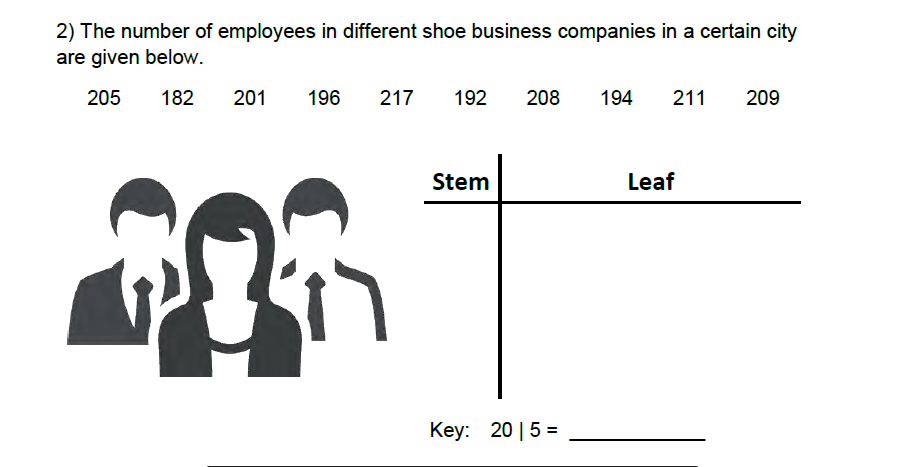 2) The number of employees in different shoe business companies in a certain city
are given below.
205 182 201 196 217 192 208 194 211 209
Stem Leaf
Key: 20 | 5 = ____________